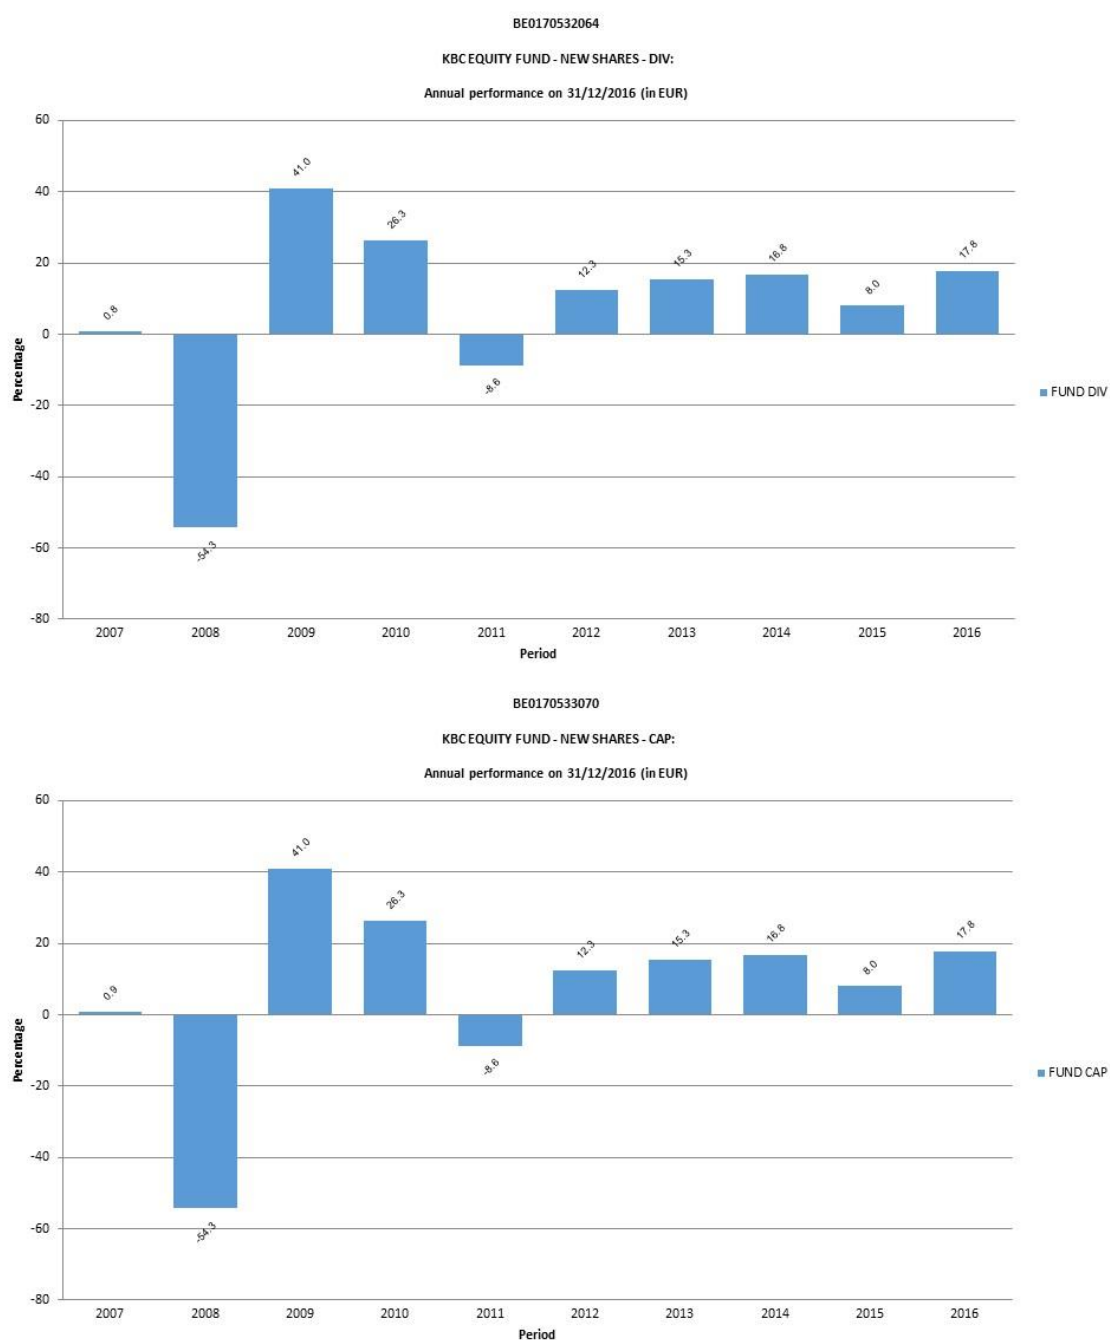 BE0170532064
KBC EQUITY FUND - NEW SHARES - DIV:
Annual performance on 31/12/2016 (in EUR)
60
40
20
0
-20
-40
-60
-80
Percentage
0.8
-54.3
41.0
26.3
-8.6
12.3
15.3
16.8
8.0
17.8
FUND DIV
2007 2008 2009 2010 2011 2012 2013 2014 2015 2016
Period
BE0170533070
KBC EQUITY FUND - NEW SHARES - CAP:
Annual performance on 31/12/2016 (in EUR)
60
40
20
0
-20
-40
-60
-80
Percentage
0.9
-54.3
41.0
26.3
-8.6
12.3
15.3
16.8
8.0
17.8
FUND CAP
2007 2008 2009 2010 2011 2012 2013 2014 2015 2016
Period